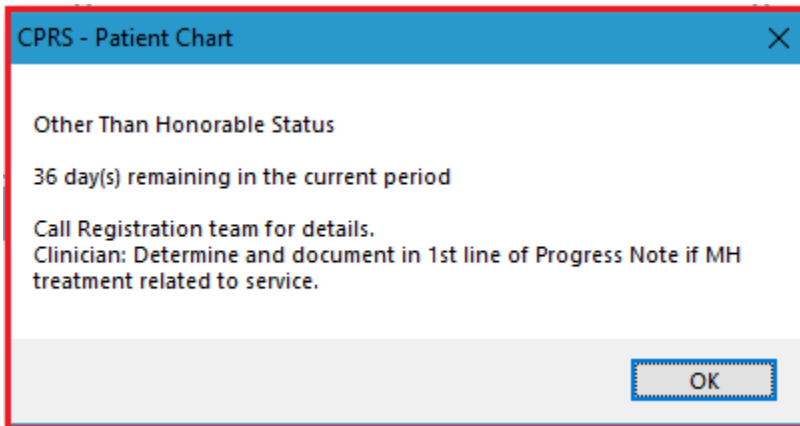 CPRS - Patient Chart
Other Than Honorable Status
36 day(s) remaining in the current period
Call Registration team for details.
Clinician: Determine and document in 1st line of Progress Note if MH
treatment related to service.
OK